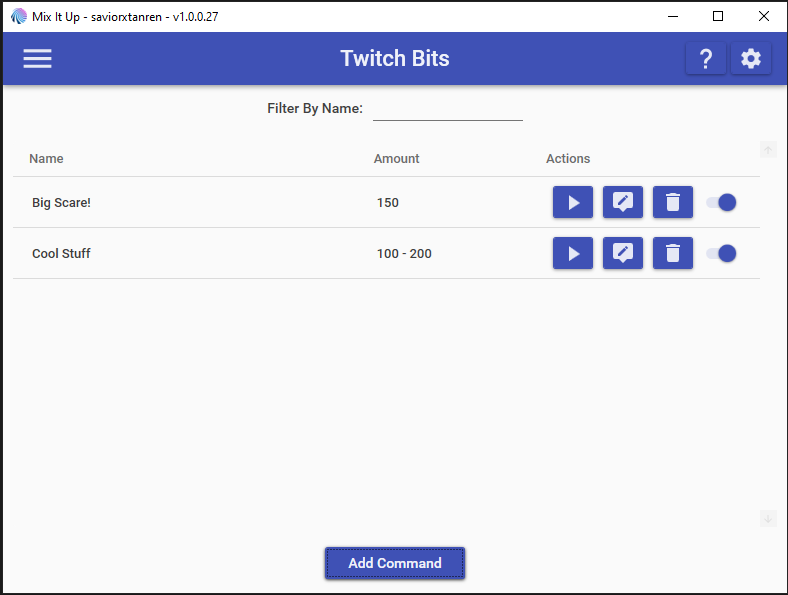 Mix It Up - saviorxtanren - v1.0.0.27
Twitch Bits
?
Filter By Name:
Name Amount Actions
Big Scare! 150
Cool Stuff 100 - 200
Add Command